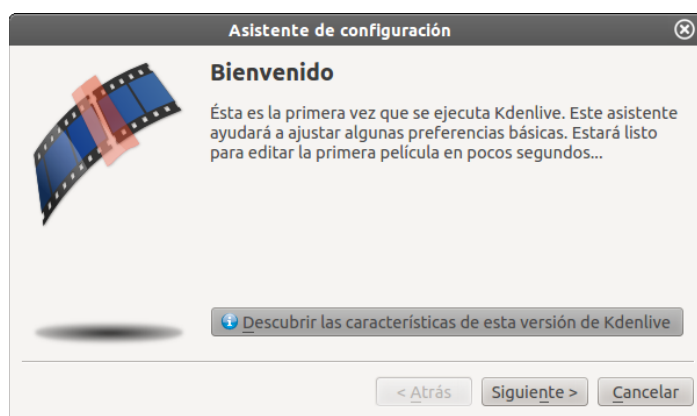 Asistente de configuración
Bienvenido
Ésta es la primera vez que se ejecuta Kdenlive. Este asistente
ayudará a ajustar algunas preferencias básicas. Estará listo
para editar la primera película en pocos segundos...
Descubrir las características de esta versión de Kdenlive
< Atrás Siguiente > Cancelar